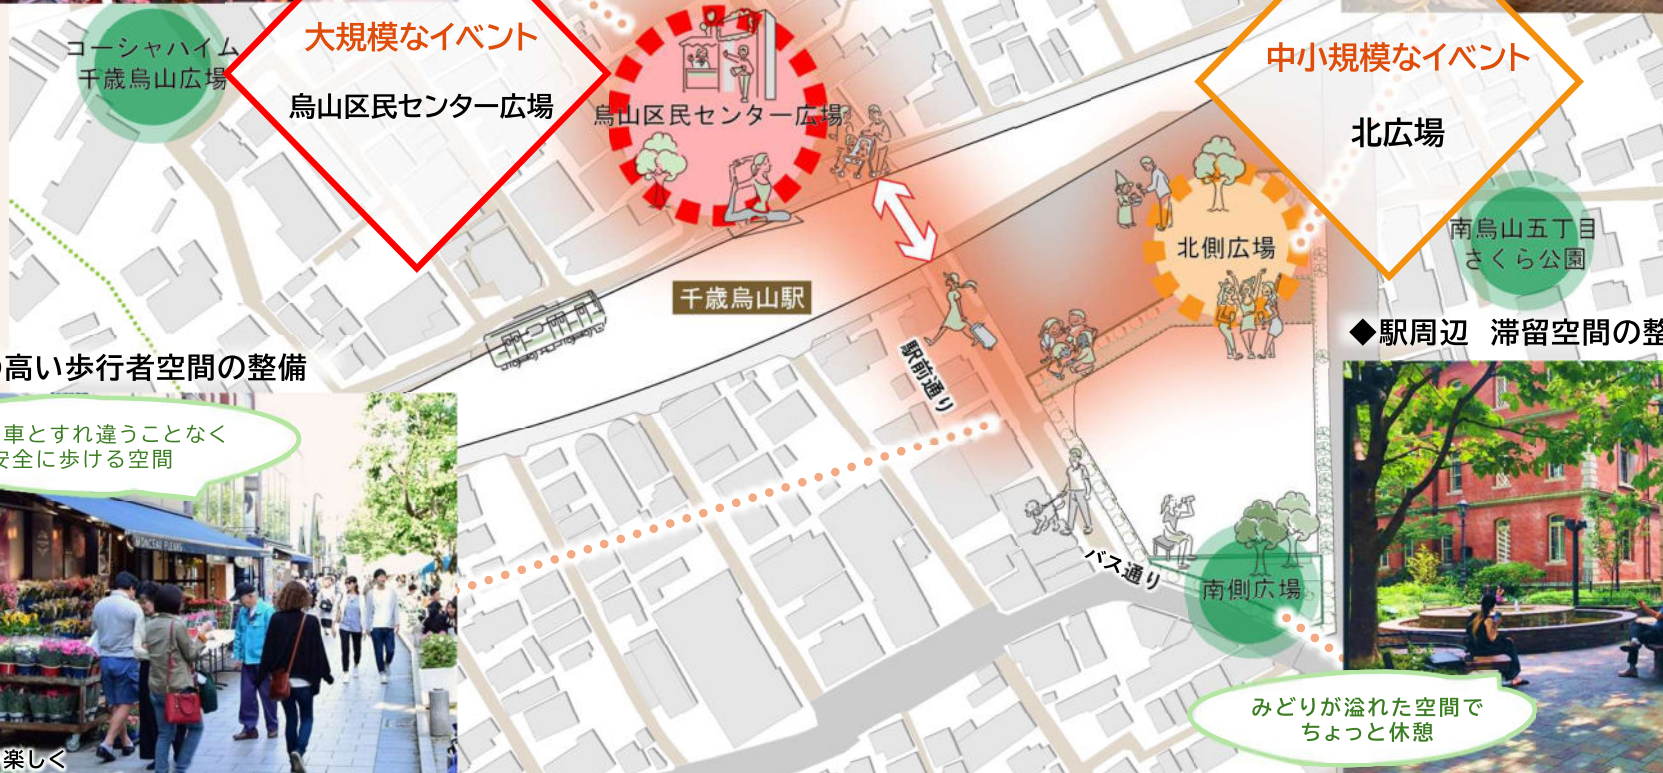 コーシャハイム
千歳烏山広場
大規模なイベント
烏山区民センター広場
烏山区民センター広場
中小規模なイベント
北広場
北側広場
南烏山五丁目
さくら公園
千歳烏山駅
駅前通り
◆駅周辺 滞留空間の整
の高い歩行者空間の整備
車とすれ違うことなく
安全に歩ける空間
MONCEAU FLEURS
バス通り
南側広場
みどりが溢れた空間で
ちょっと休憩
楽しく